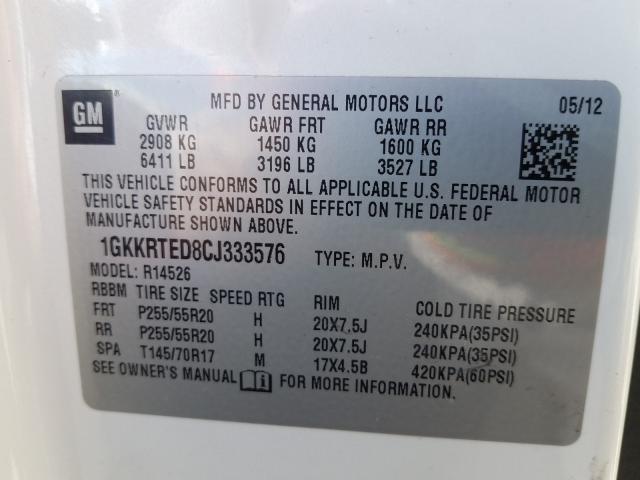 GM
MFD BY GENERAL MOTORS LLC 05/12
GVWR GAWR FRT GAWR RR
2908 KG 1450 KG 1600 KG
6411 LB 3196 LB 3527 LB
THIS VEHICLE CONFORMS TO ALL APPLICABLE U.S. FEDERAL MOTOR
VEHICLE SAFETY STANDARDS IN EFFECT ON THE DATE OF
MANUFACTURE SHOWN ABOVE.
1GKKRTED8CJ333576 TYPE: M.P.V.
MODEL: R14526
RBBM TIRE SIZE SPEED RTG RIM COLD TIRE PRESSURE
FRT P255/55R20 H 20X7.5J 240KPA(35PSI)
RR P255/55R20 H 20X7.5J 240KPA(35PSI)
SPA T145/70R17 M 17X4.5B 420KPA(60PSI)
SEE OWNER'S MANUAL FOR MORE INFORMATION.